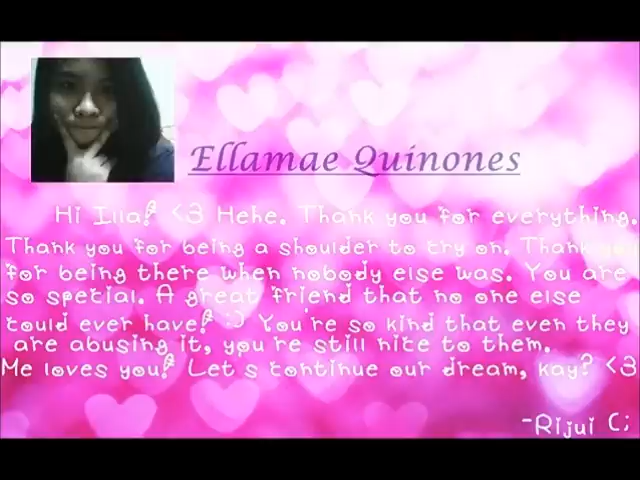 Ellamae Quinones
Hi Illa! <3 Hehe. Thank you for everything.
Thank you for being a shoulder to cry on. Thank you
for being there when nobody else was. You are
so special. A great friend that no one else
could ever have! :) You're so kind that even they
are abusing it, you're still nice to them.
Me loves you! Let's continue our dream, kay? <3
-Rijui C;